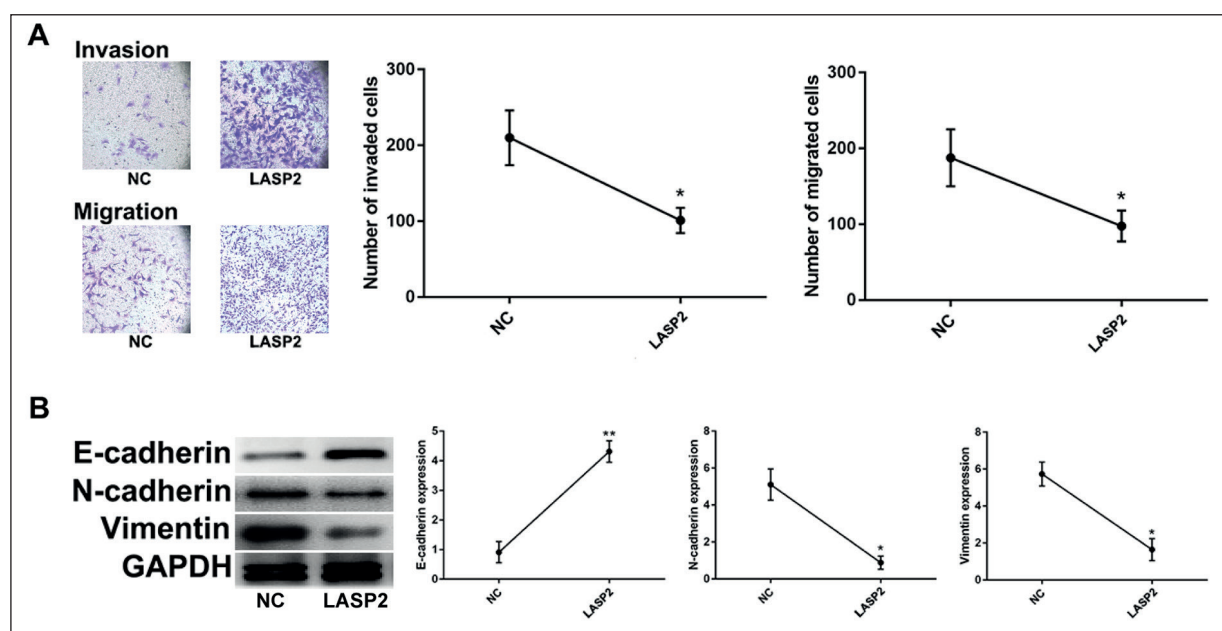 A
Invasion
NC LASP2
Migration
NC LASP2
Number of invaded cells
300
200
100
0
*
NC LASP2
Number of migrated cells
300
200
100
0
*
NC LASP2
B
E-cadherin
N-cadherin
Vimentin
GAPDH
NC LASP2
E-cadherin expression
5
4
3
2
1
0
**
NC LASP2
N-cadherin expression
8
6
4
2
0
*
NC LASP2
Vimentin expression
8
6
4
2
0
*
NC LASP2